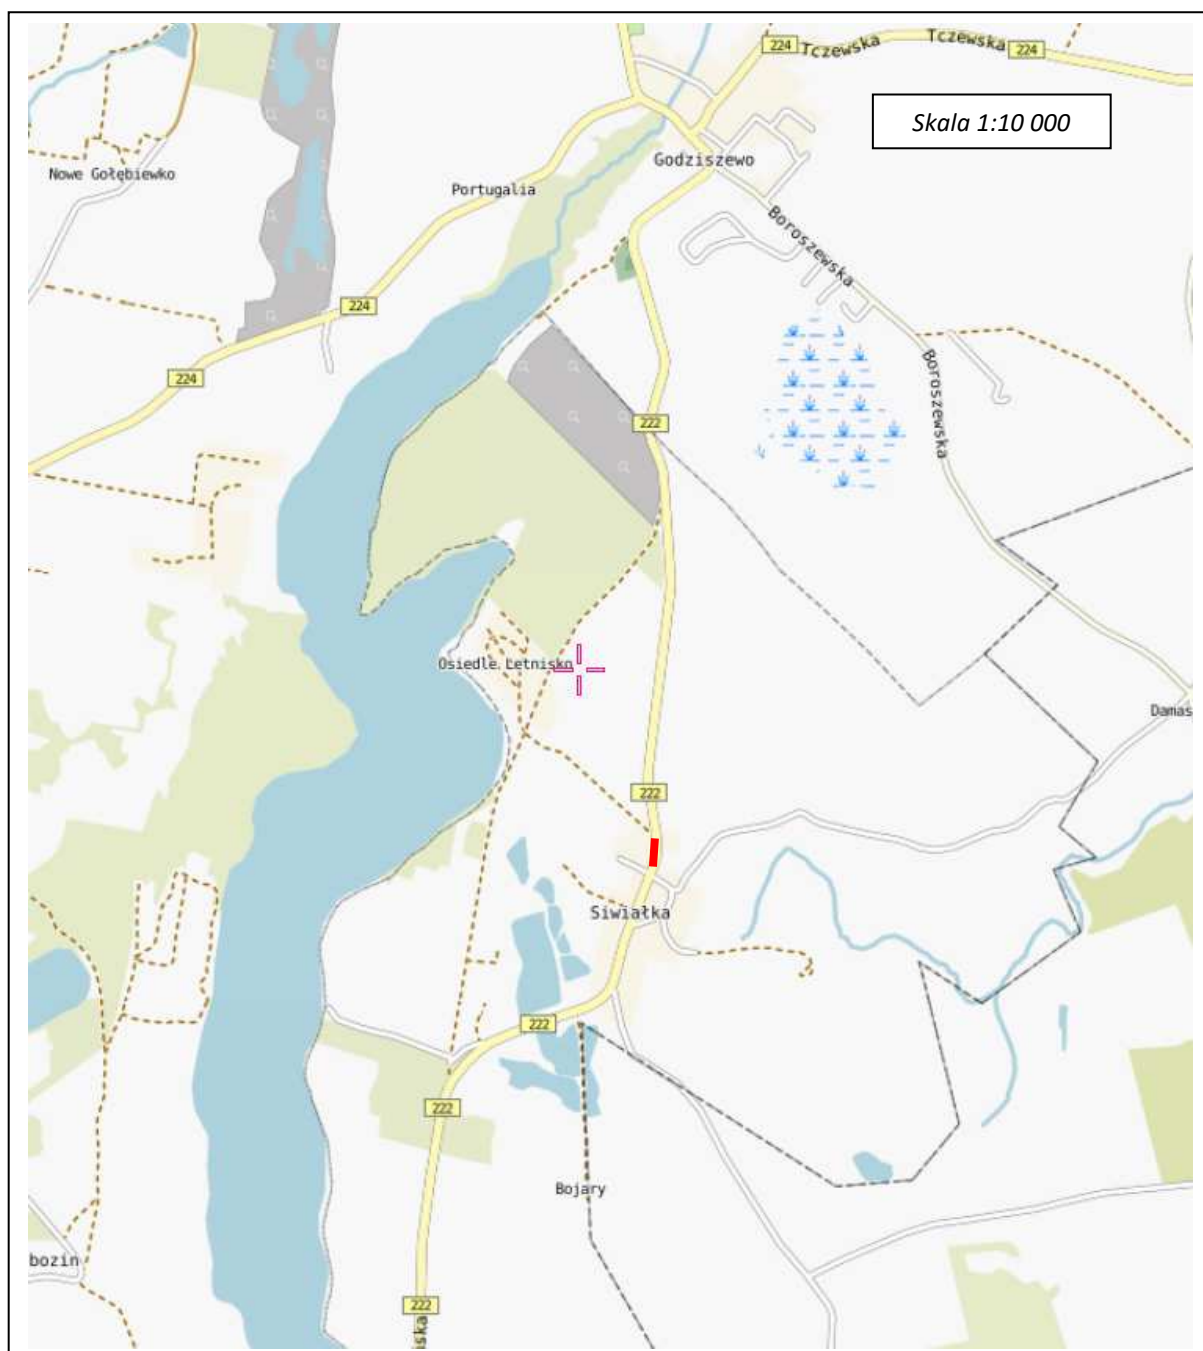 224
Tczewska
Tczewska
224
Skala 1:10 000
Godziszewo
Nowe Gołębiewko
Portugalia
Boroszewska
224
224
Boroszewska
222
Osiedle Letnisko
Damas
222
Siwiałka
222
222
Bojary
bozin
222
ska